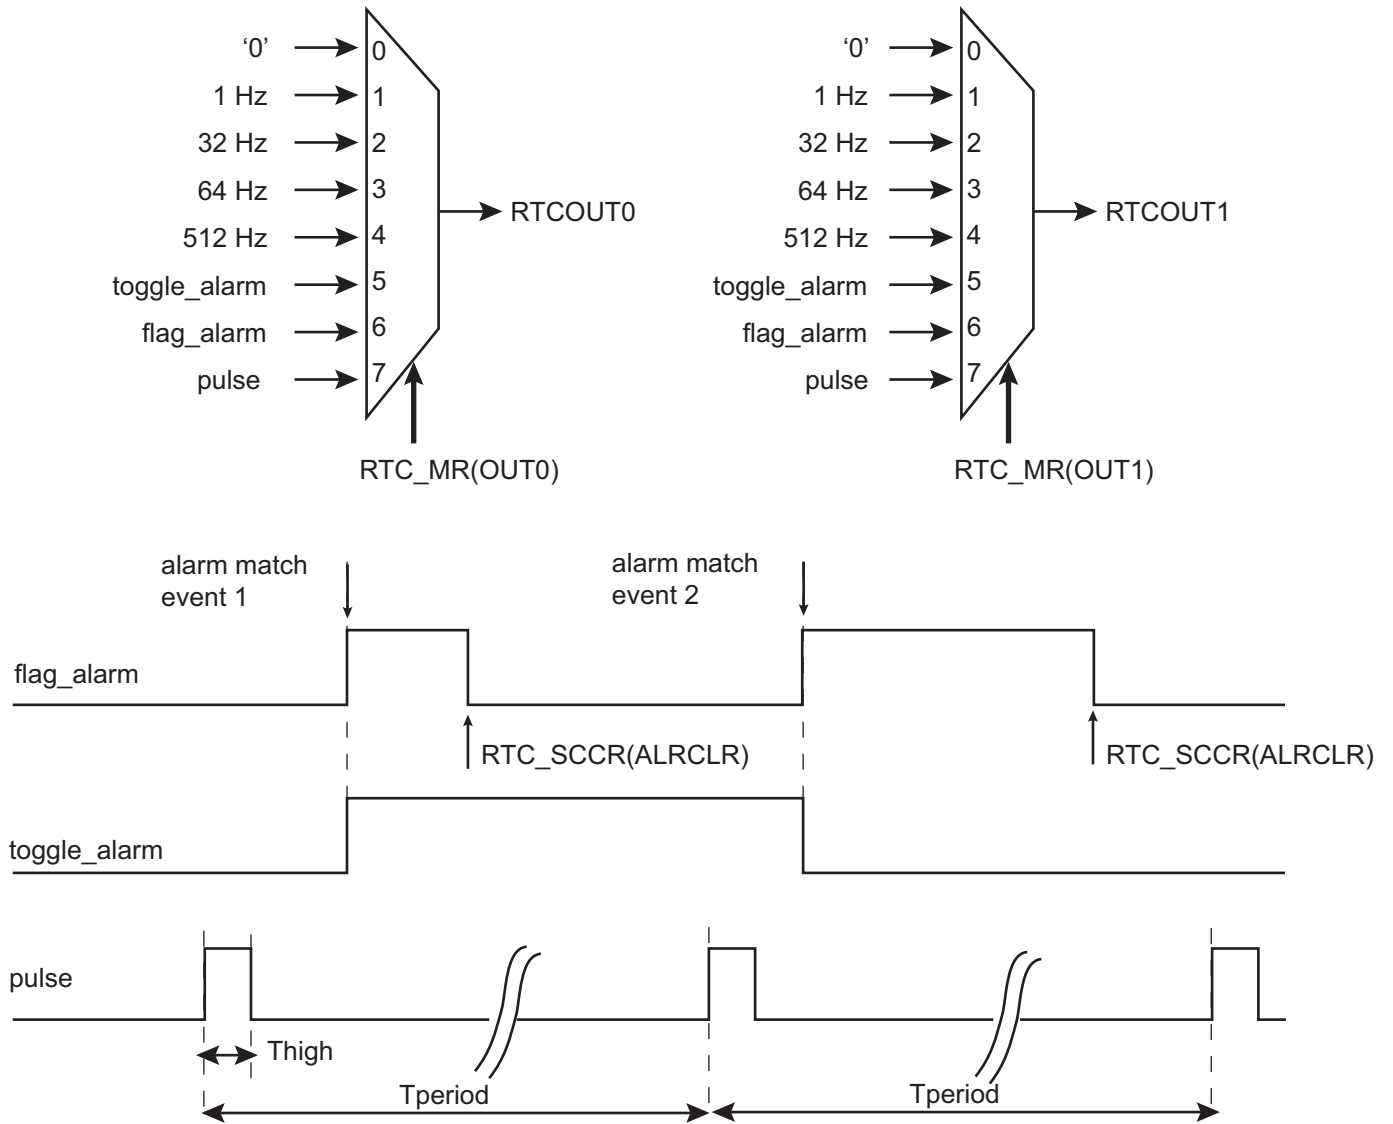 ‘0’
0
1 Hz
1
32 Hz
2
64 Hz
3
512 Hz
4
toggle_alarm
5
flag_alarm
6
pulse
7
RTCOUT0
RTC_MR(OUT0)
‘0’
0
1 Hz
1
32 Hz
2
64 Hz
3
512 Hz
4
toggle_alarm
5
flag_alarm
6
pulse
7
RTCOUT1
RTC_MR(OUT1)
alarm match
event 1
alarm match
event 2
flag_alarm
RTC_SCCR(ALRCLR)
RTC_SCCR(ALRCLR)
toggle_alarm
pulse
Thigh
Tperiod
Tperiod